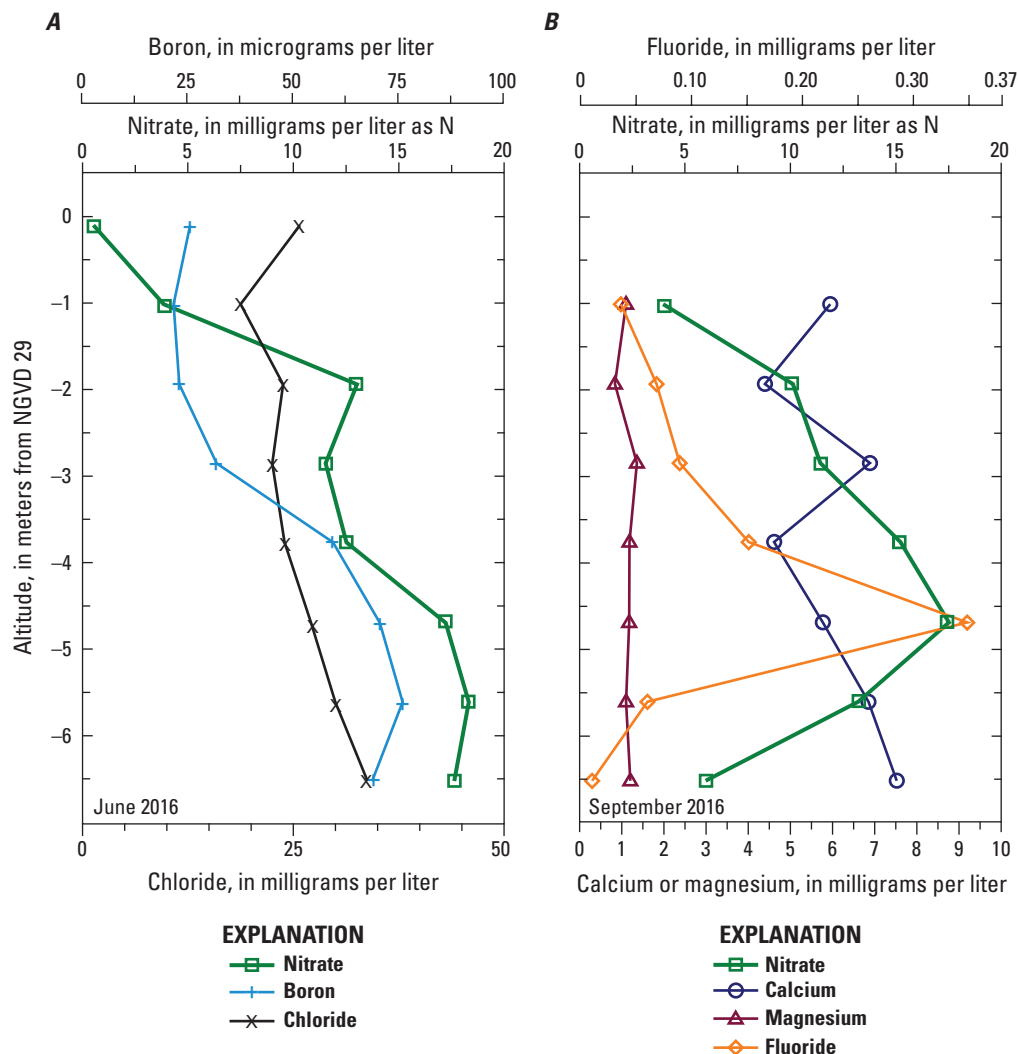 A
Boron, in micrograms per liter
0 25 50 75 100
Nitrate, in milligrams per liter as N
0 5 10 15 20
Altitude, in meters from NGVD 29
0
–1
–2
–3
–4
–5
–6
June 2016
0 25 50
Chloride, in milligrams per liter
EXPLANATION
Nitrate
Boron
Chloride
B
Fluoride, in milligrams per liter
0 0.10 0.20 0.30 0.37
Nitrate, in milligrams per liter as N
0 5 10 15 20
September 2016
0 1 2 3 4 5 6 7 8 9 10
Calcium or magnesium, in milligrams per liter
EXPLANATION
Nitrate
Calcium
Magnesium
Fluoride